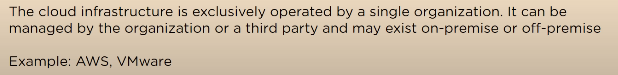 The cloud infrastructure is exclusively operated by a single organization. It can be
managed by the organization or a third party and may exist on-premise or off-premise
Example: AWS, VMware